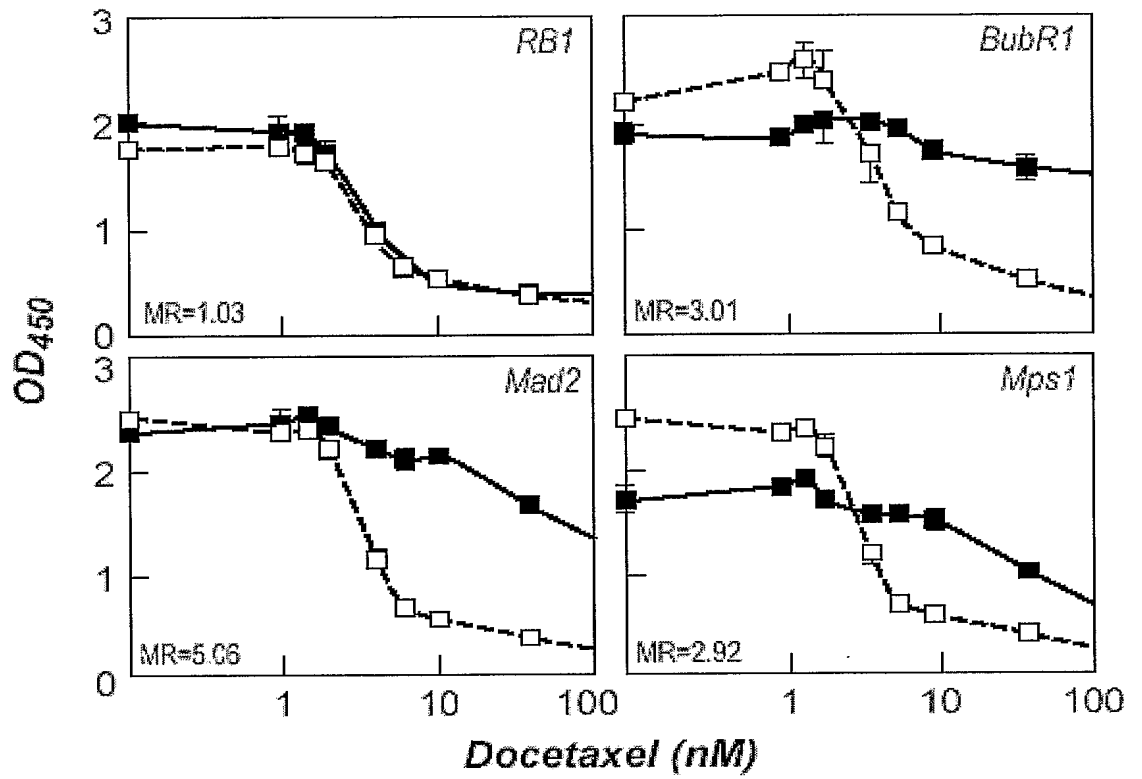 3
2
1
0
RB1
MR=1.03
BubR1
MR=3.01
OD450
3
2
1
0
Mad2
MR=5.06
Mps1
MR=2.92
1
10
100
1
10
100
Docetaxel (nM)